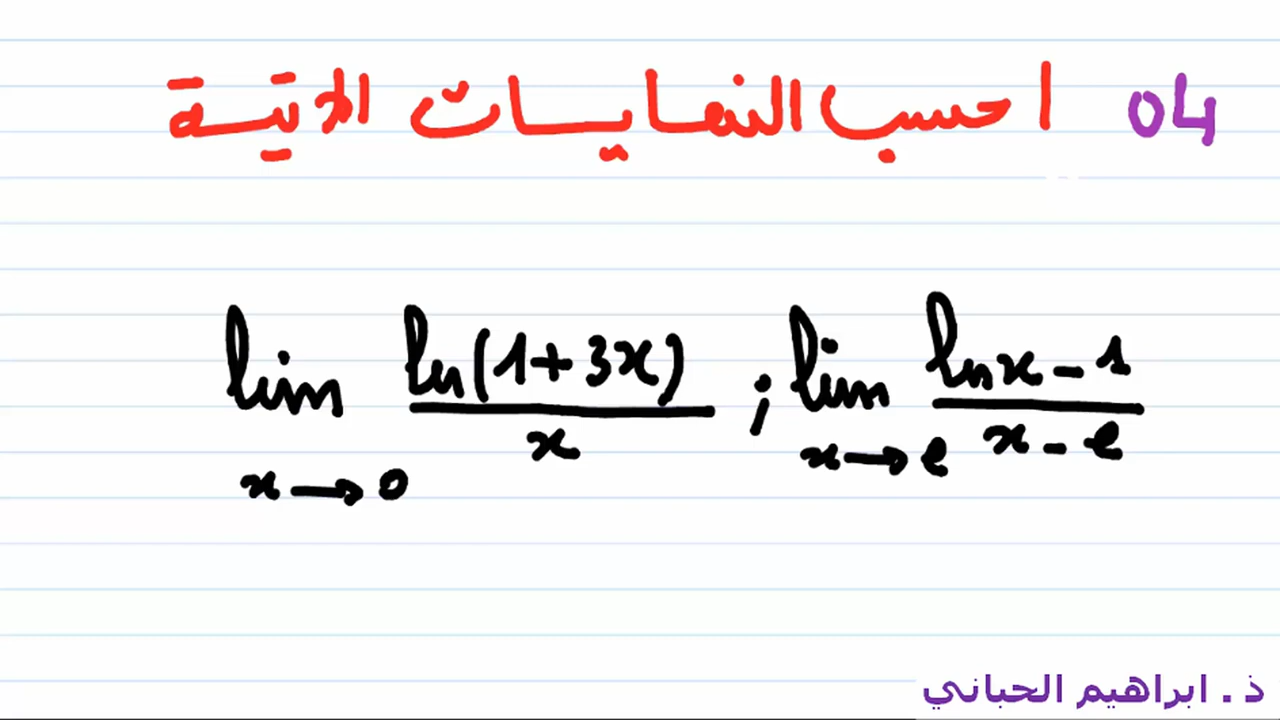 04 احسب النهايات الآتية
lim ln(1+3x)/x ; lim lnx-1/x-e
x→0 x→e
ذ . ابراهيم الحباني